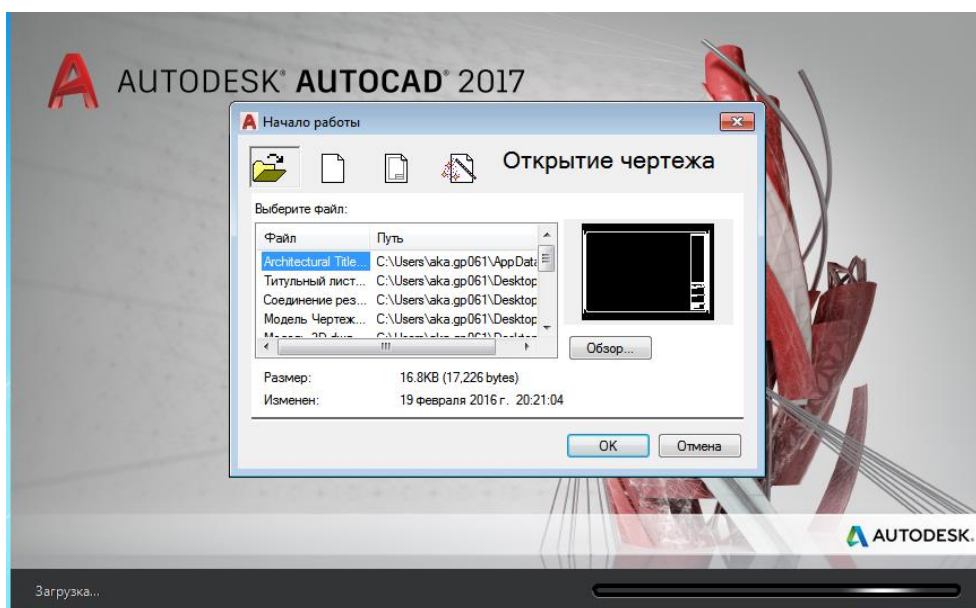 AUTODESK® AUTOCAD® 2017
Начало работы
Открытие чертежа
Выберите файл:
Файл Путь
Architectural Title... C:\Users\aka.gp061\AppData
Титульный лист... C:\Users\aka.gp061\Desktop
Соединение рез... C:\Users\aka.gp061\Desktop
Модель Чертеж... C:\Users\aka.gp061\Desktop
Обзор...
Размер: 16.8KB (17,226 bytes)
Изменен: 19 февраля 2016 г. 20:21:04
OK Отмена
AUTODESK.
Загрузка...